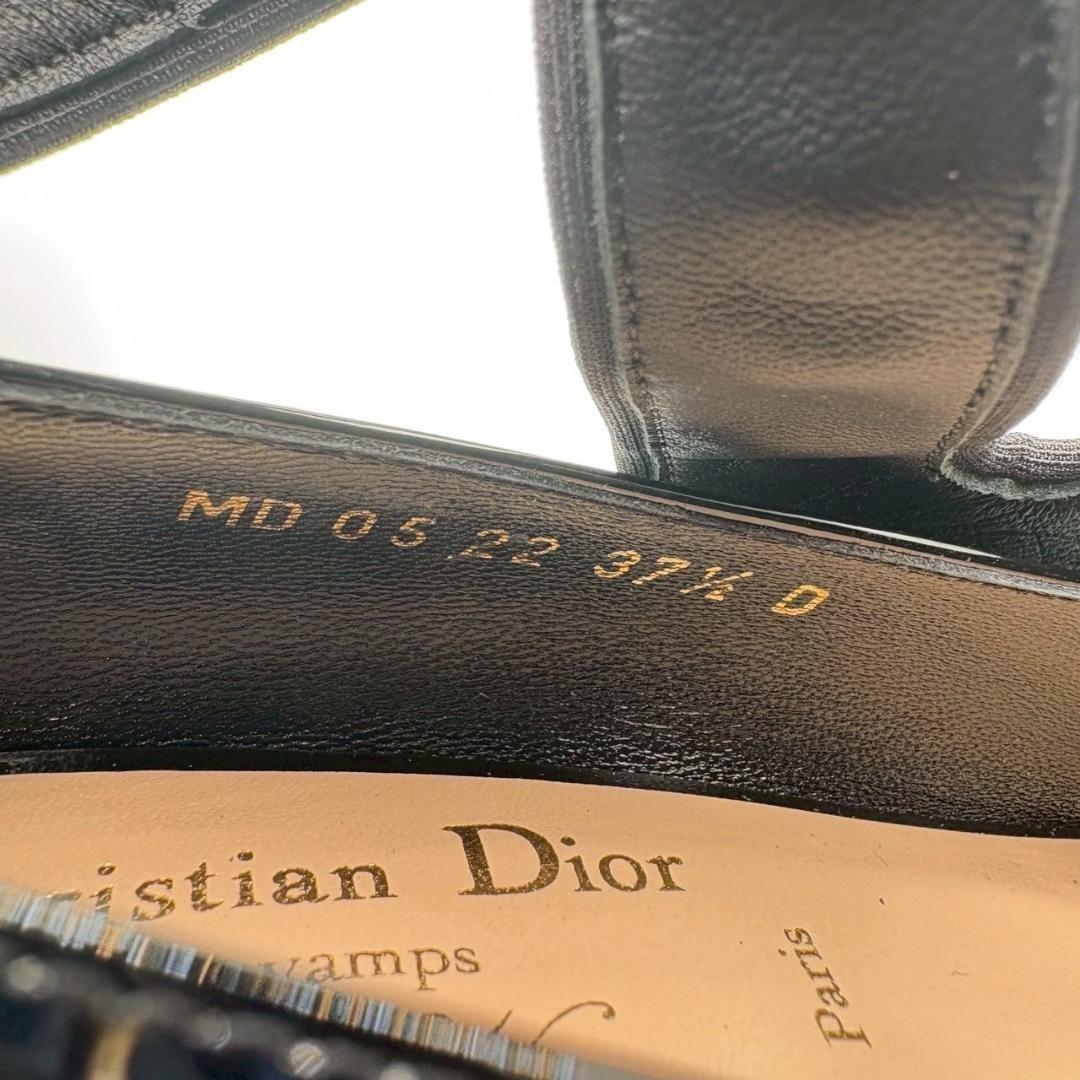 MD 05 22 37½ D
istian Dior
vamps
Paris